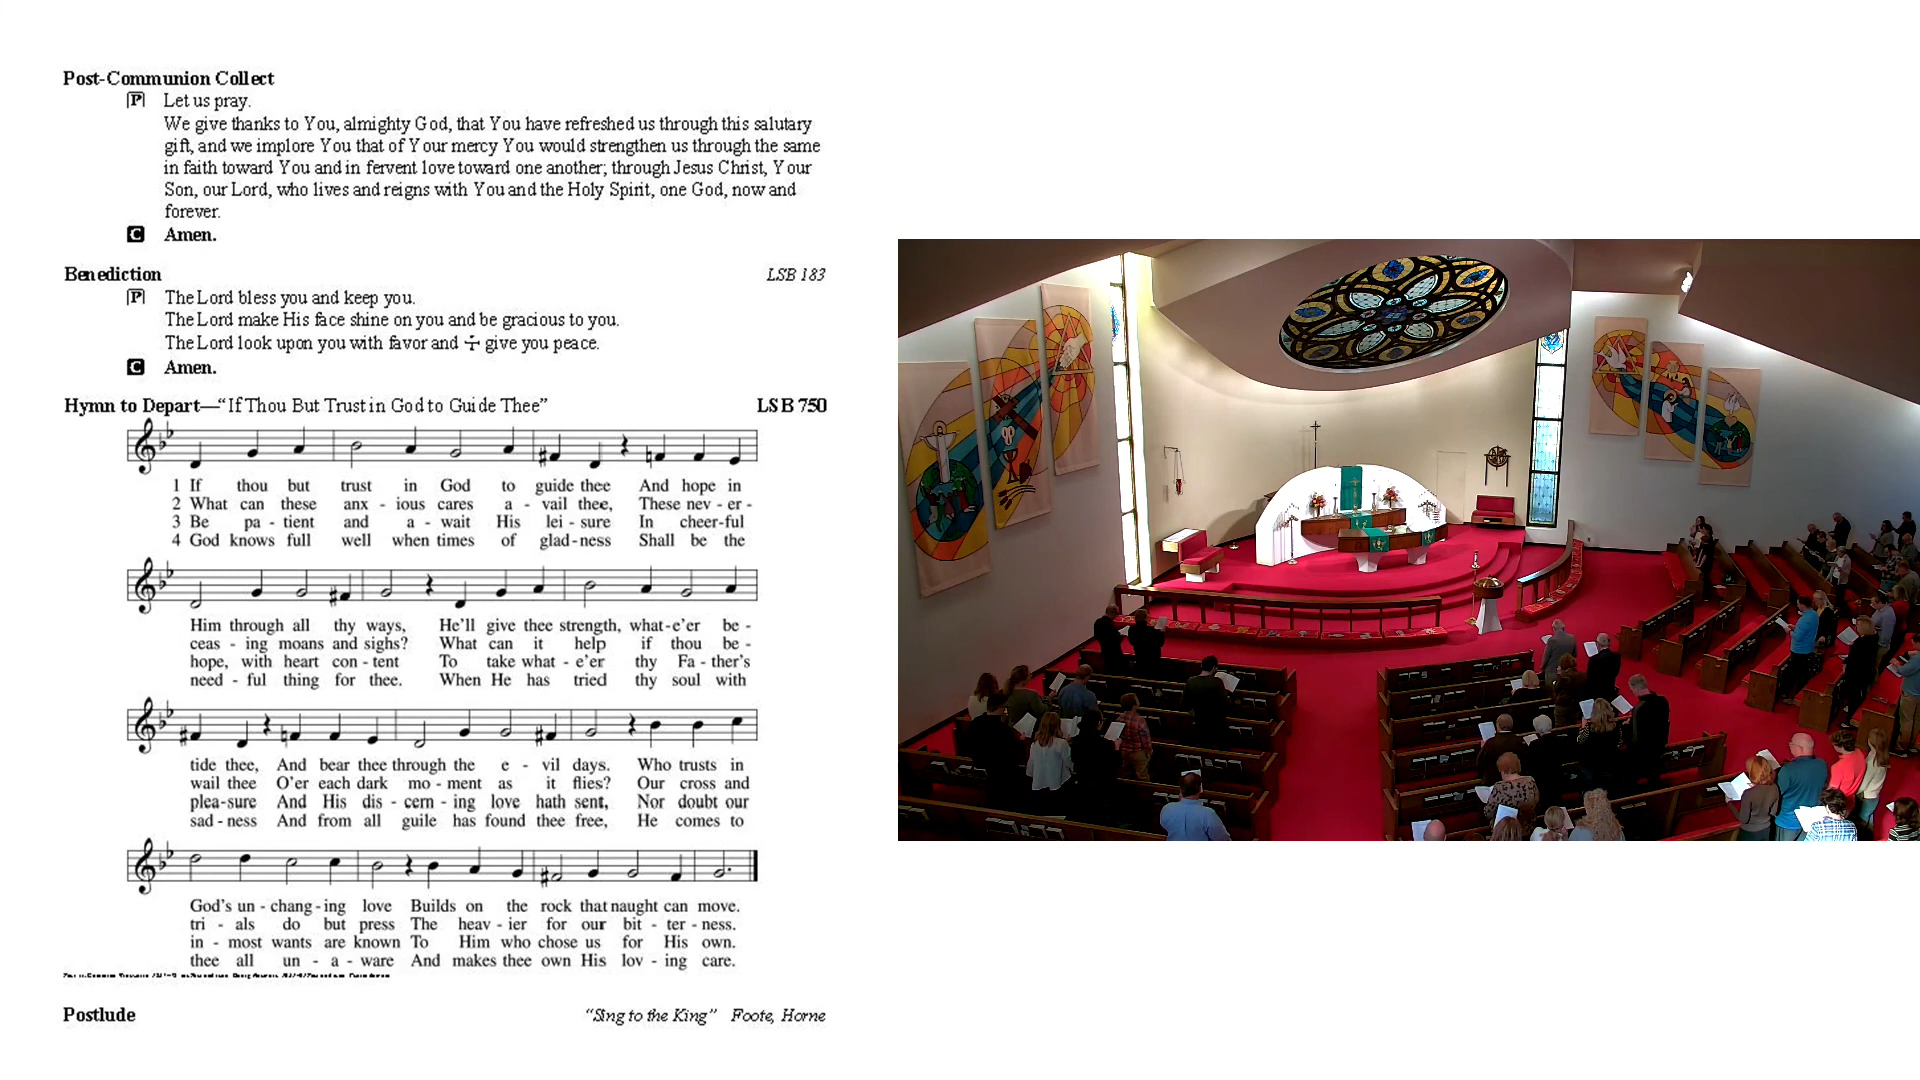 Post-Communion Collect
P Let us pray.
We give thanks to You, almighty God, that You have refreshed us through this salutary
gift, and we implore You that of Your mercy You would strengthen us through the same
in faith toward You and in fervent love toward one another; through Jesus Christ, Your
Son, our Lord, who lives and reigns with You and the Holy Spirit, one God, now and
forever.
C Amen.
Benediction LSB 183
P The Lord bless you and keep you.
The Lord make His face shine on you and be gracious to you.
The Lord look upon you with favor and ☩ give you peace.
C Amen.
Hymn to Depart—“If Thou But Trust in God to Guide Thee” LSB 750
1 If thou but trust in God to guide thee And hope in
2 What can these anx - ious cares a - vail thee, These nev - er -
3 Be pa - tient and a - wait His lei - sure In cheer-ful
4 God knows full well when times of glad-ness Shall be the
Him through all thy ways, He’ll give thee strength, what-e’er be -
ceas - ing moans and sighs? What can it help if thou be -
hope, with heart con - tent To take what - e’er thy Fa - ther’s
need - ful thing for thee. When He has tried thy soul with
tide thee, And bear thee through the e - vil days. Who trusts in
wail thee O’er each dark mo - ment as it flies? Our cross and
plea-sure And His dis - cern - ing love hath sent, Nor doubt our
sad - ness And from all guile has found thee free, He comes to
God’s un - chang - ing love Builds on the rock that naught can move.
tri - als do but press The heav - ier for our bit - ter - ness.
in - most wants are known To Him who chose us for His own.
thee all un - a - ware And makes thee own His lov - ing care.
Postlude “Sing to the King” Foote, Horne